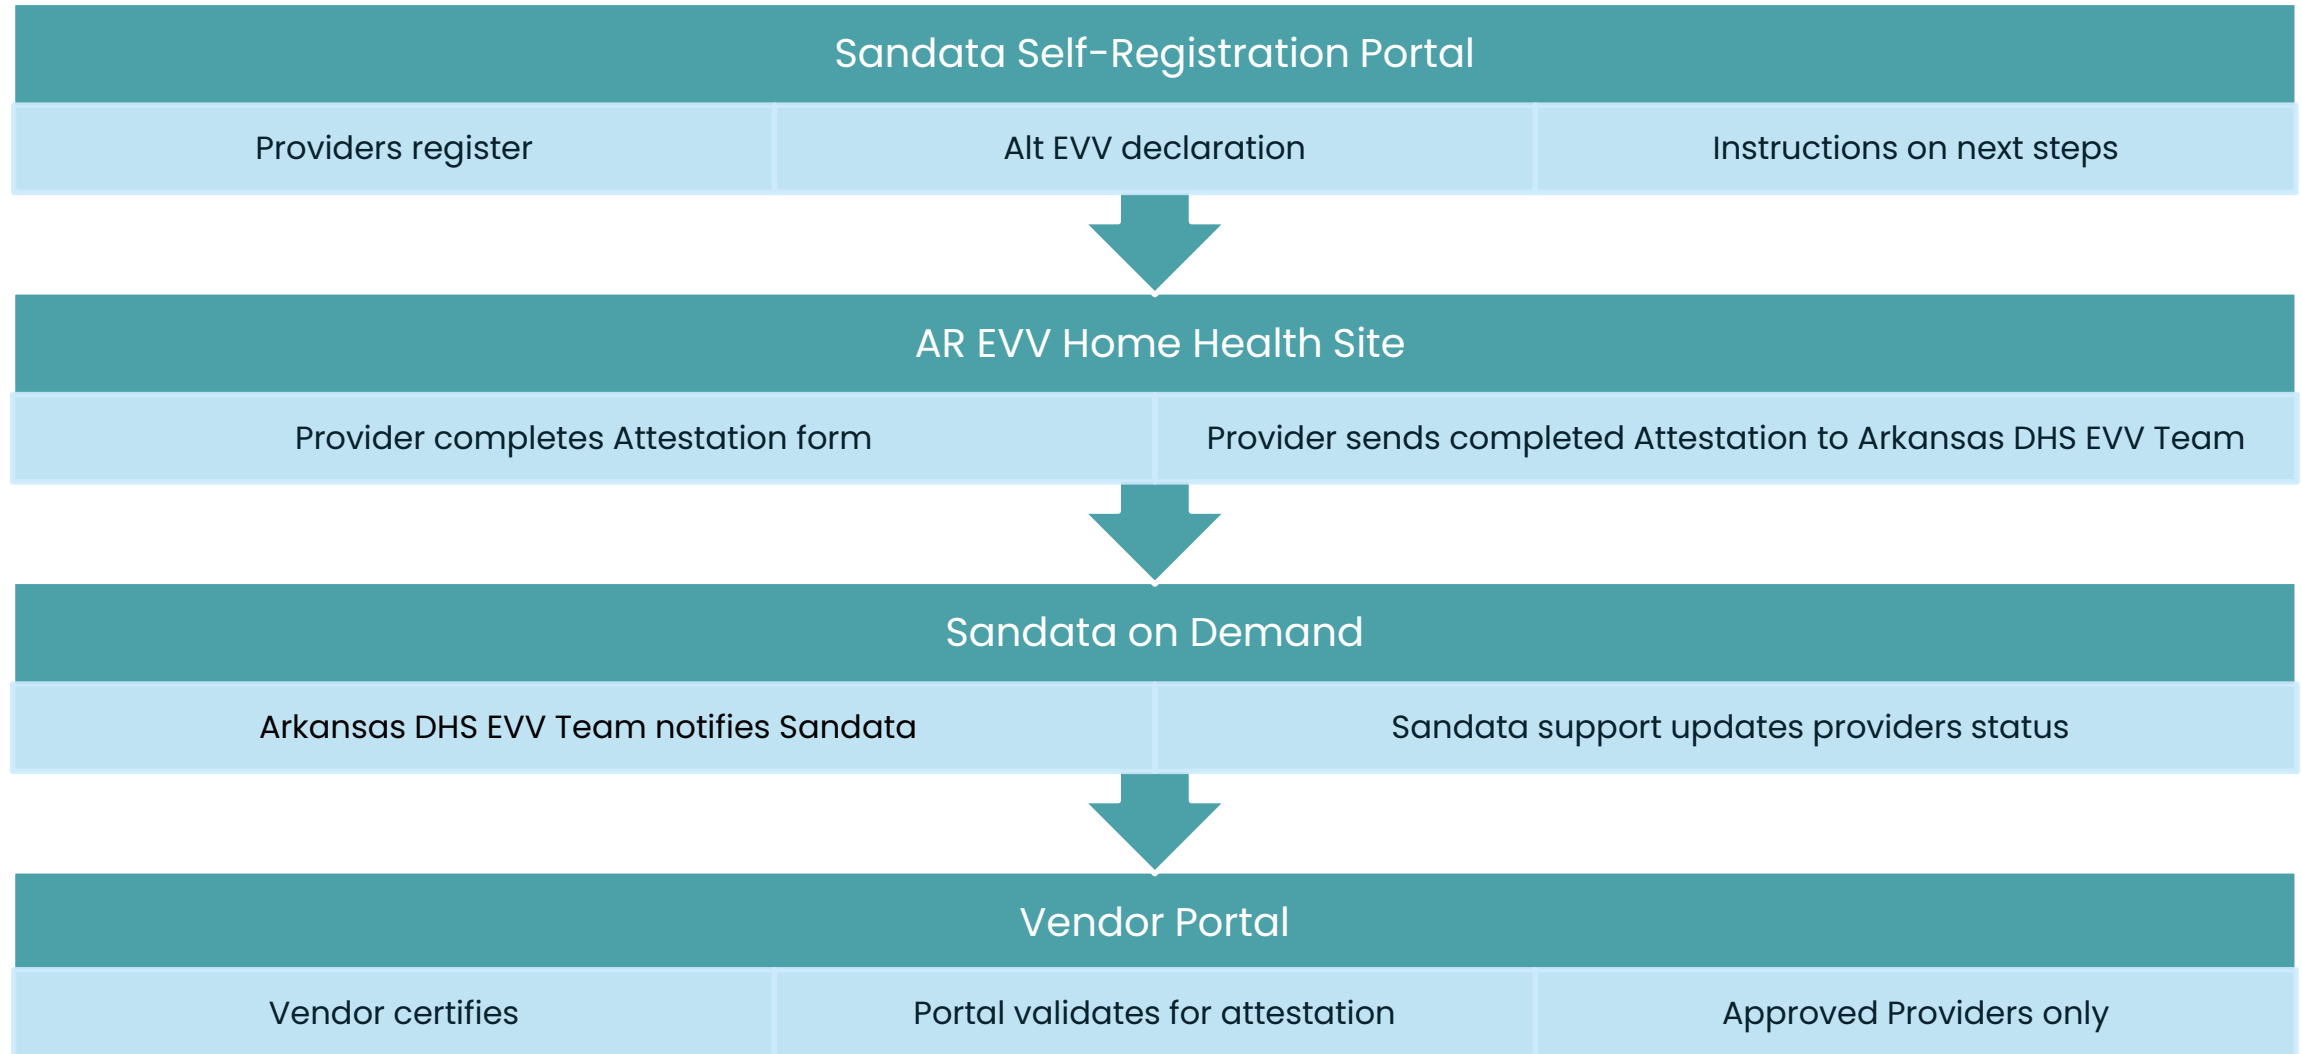 Sandata Self-Registration Portal
Providers register
Alt EVV declaration
Instructions on next steps
AR EVV Home Health Site
Provider completes Attestation form
Provider sends completed Attestation to Arkansas DHS EVV Team
Sandata on Demand
Arkansas DHS EVV Team notifies Sandata
Sandata support updates providers status
Vendor Portal
Vendor certifies
Portal validates for attestation
Approved Providers only